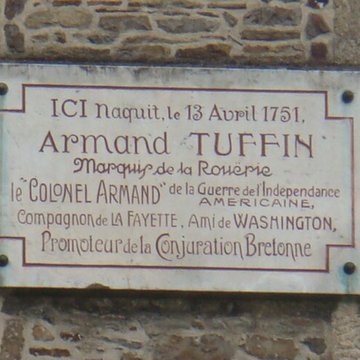 ICI naquit, le 13 Avril 1751,
Armand TUFFIN
Marquis de la Rouërie
le "COLONEL ARMAND" de la Guerre de l'Indépendance
AMERICAINE,
Compagnon de LA FAYETTE, Ami de WASHINGTON,
Promoteur de la Conjuration Bretonne